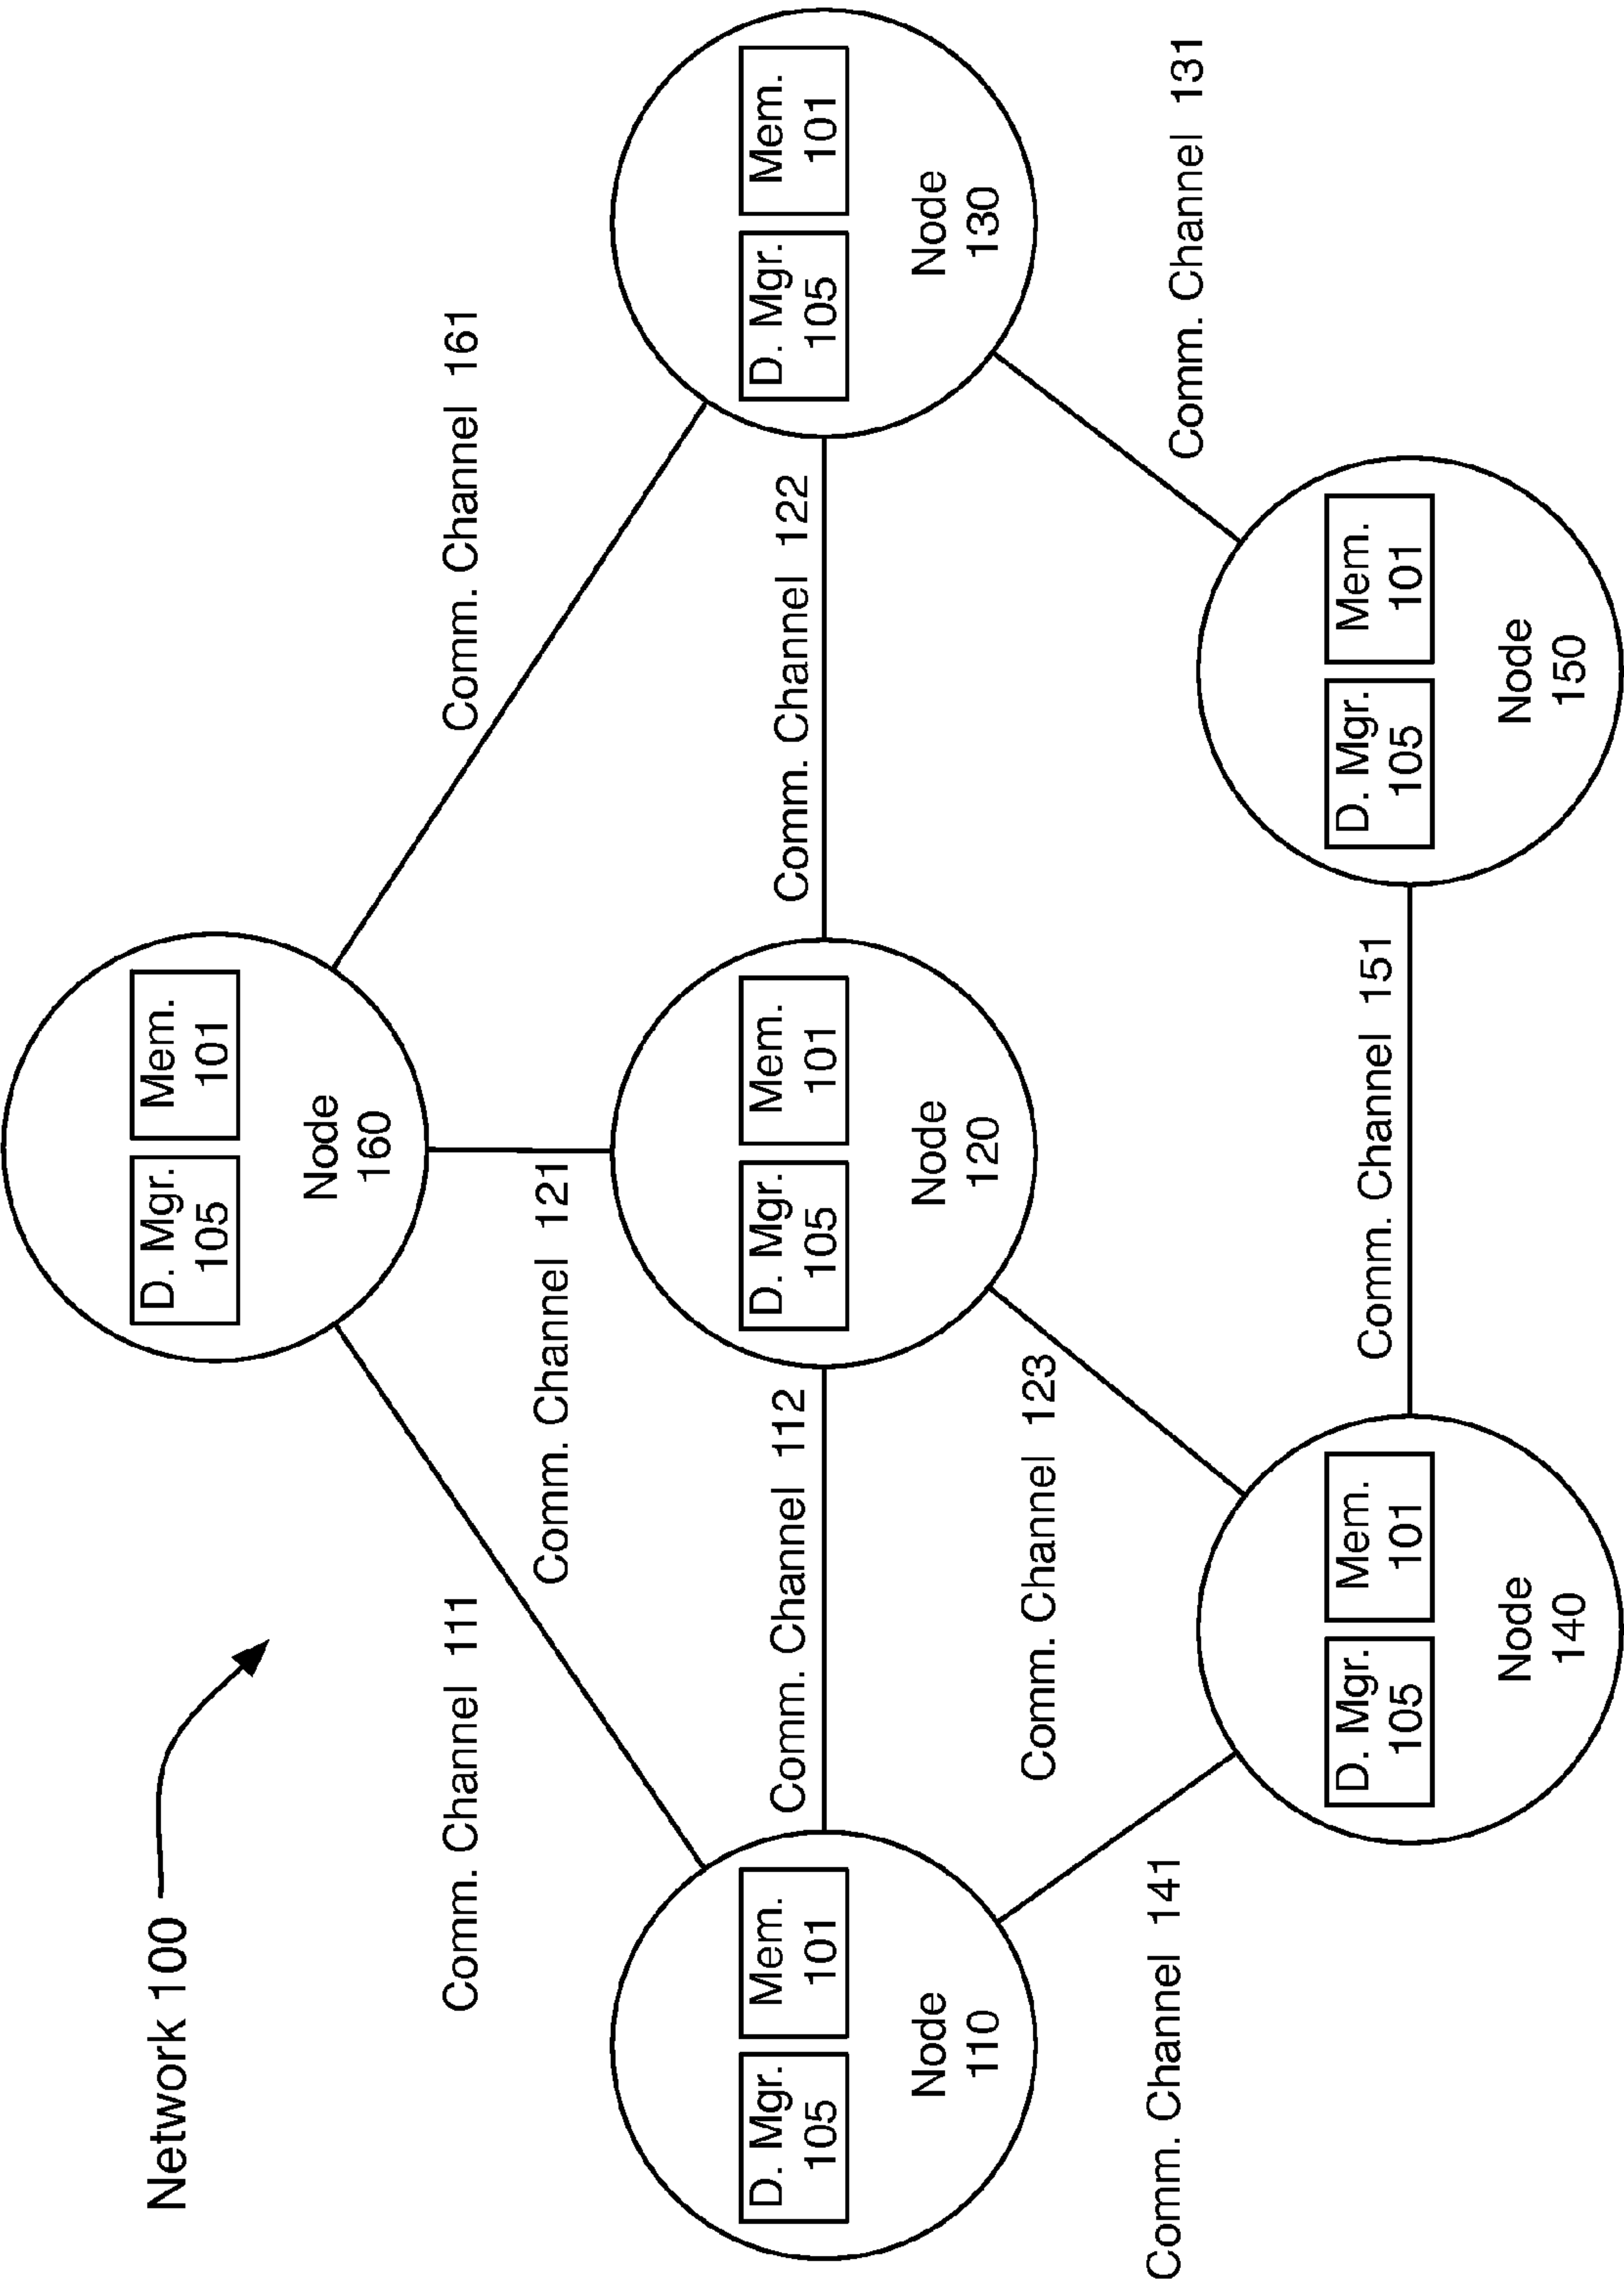 Network 100
D. Mgr.
105
Mem.
101
Node
160
Comm. Channel 111
Comm. Channel 161
Comm. Channel 121
D. Mgr.
105
Mem.
101
Node
110
Comm. Channel 112
D. Mgr.
105
Mem.
101
Node
120
Comm. Channel 122
D. Mgr.
105
Mem.
101
Node
130
Comm. Channel 141
Comm. Channel 123
Comm. Channel 131
D. Mgr.
105
Mem.
101
Node
140
Comm. Channel 151
D. Mgr.
105
Mem.
101
Node
150